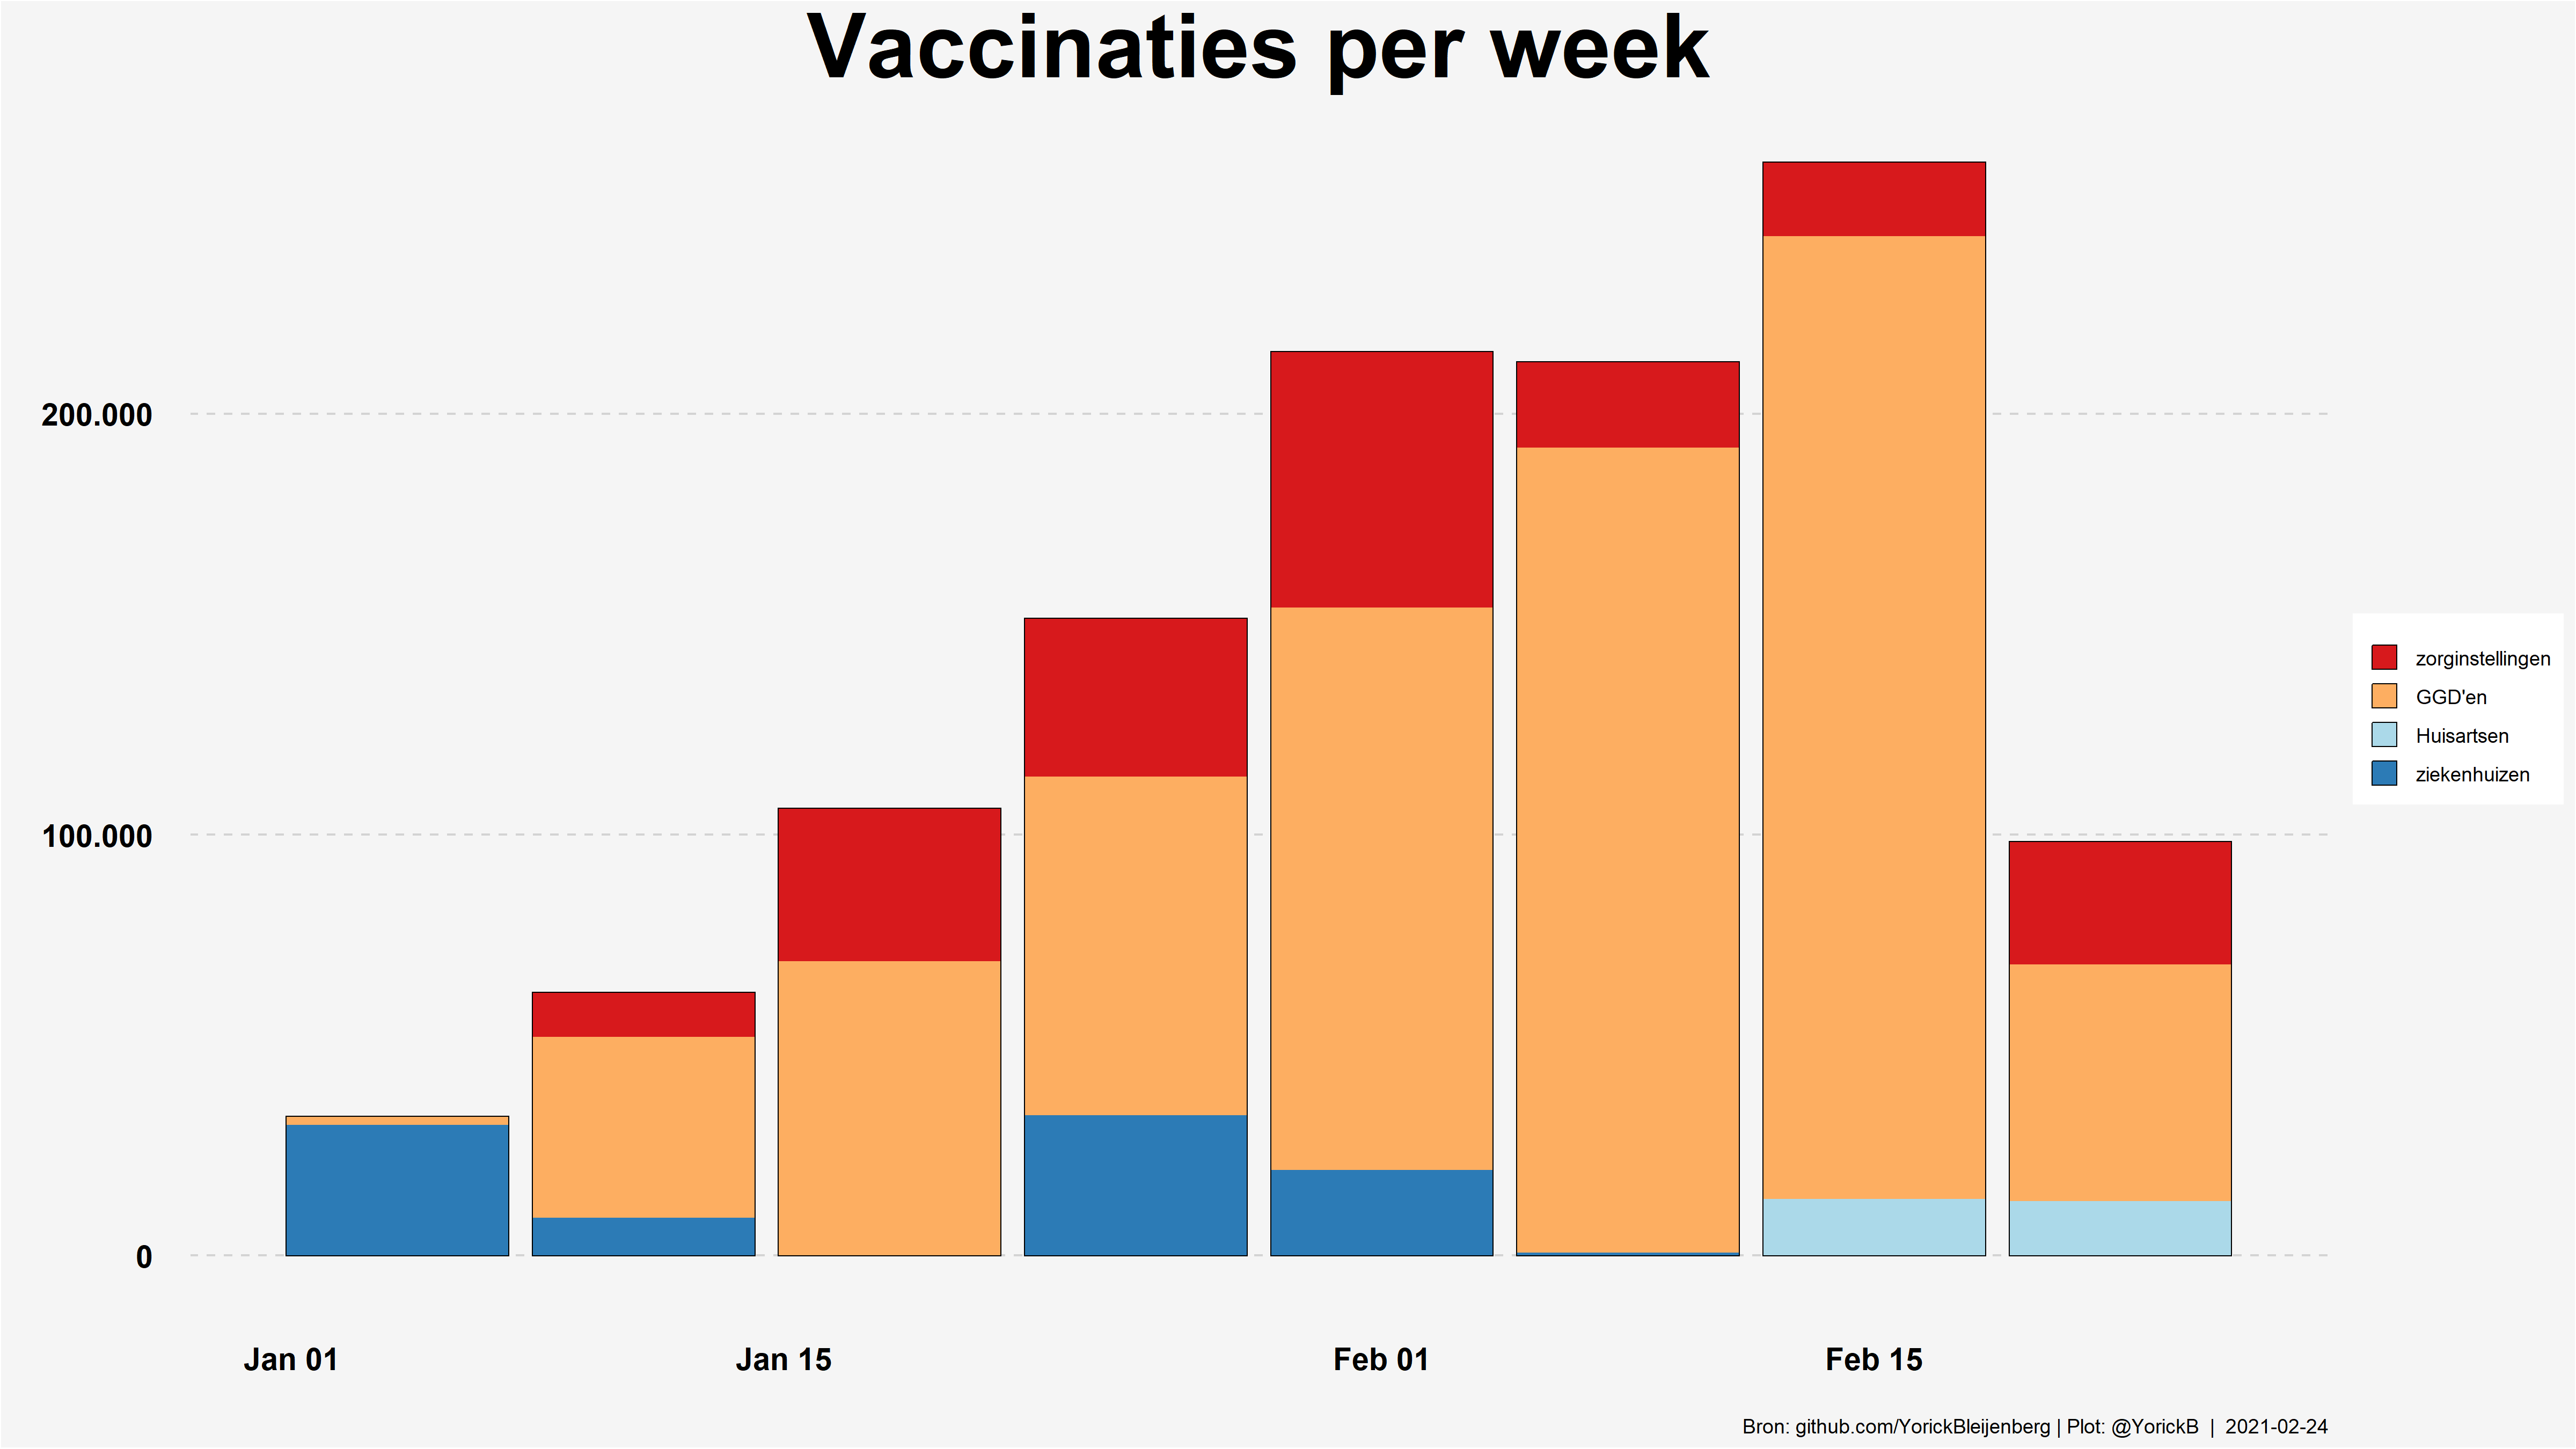 Vaccinaties per week
200.000
100.000
0
Jan 01
Jan 15
Feb 01
Feb 15
zorginstellingen
GGD'en
Huisartsen
ziekenhuizen
Bron: github.com/YorickBleijenberg | Plot: @YorickB | 2021-02-24